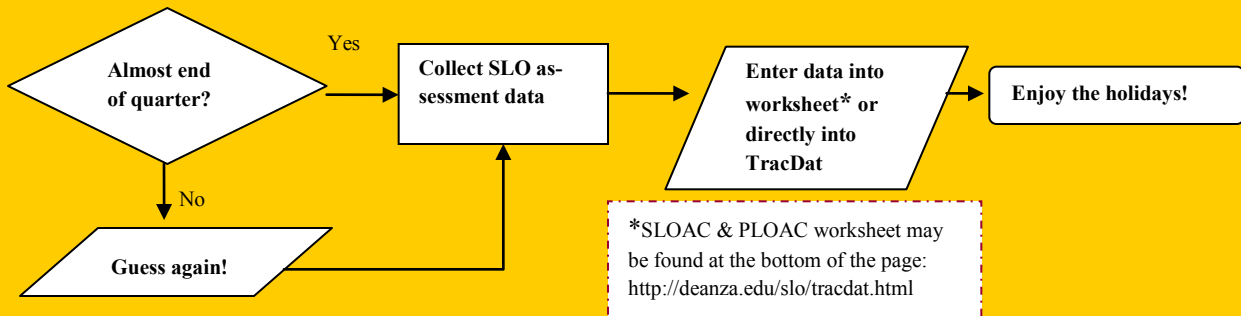 Almost end
of quarter?
Yes
Collect SLO as-
sessment data
Enter data into
worksheet* or
directly into
TracDat
Enjoy the holidays!
No
Guess again!
*SLOAC & PLOAC worksheet may
be found at the bottom of the page:
http://deanza.edu/slo/tracdat.html